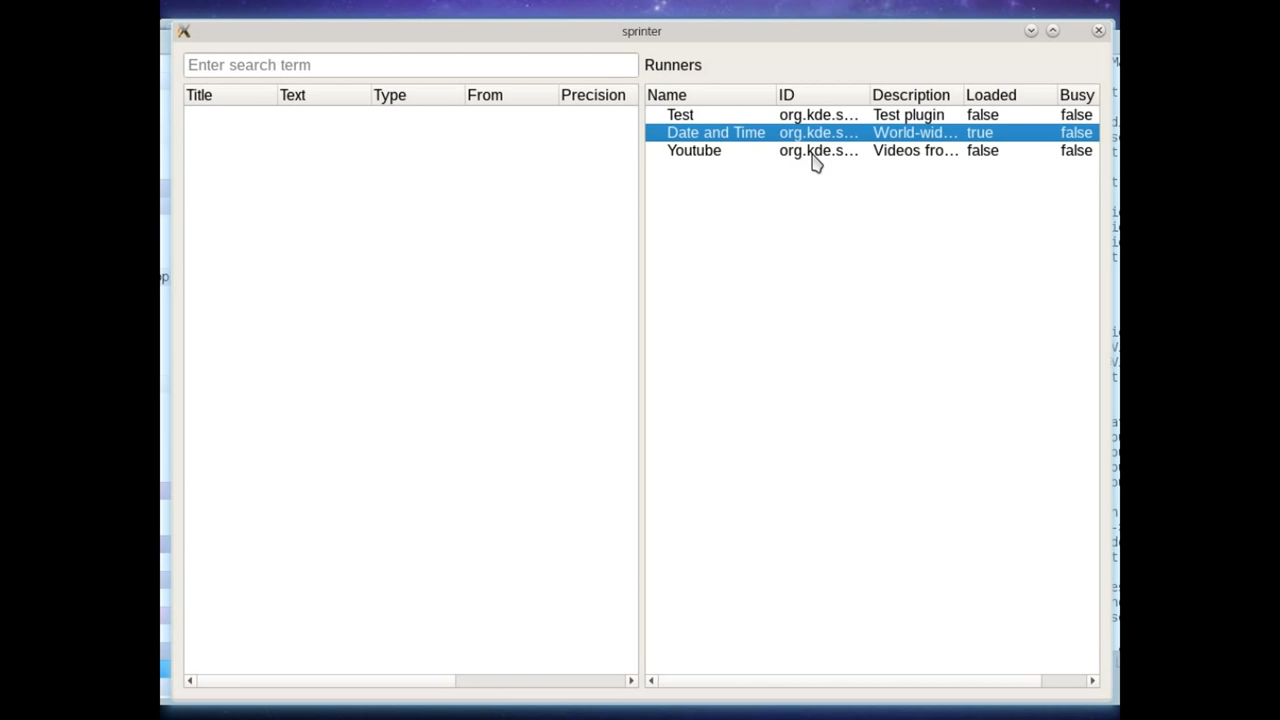 sprinter
Enter search term
Runners
Title Text Type From Precision
Name ID Description Loaded Busy
Test org.kde.s... Test plugin false false
Date and Time org.kde.s... World-wid... true false
Youtube org.kde.s... Videos fro... false false